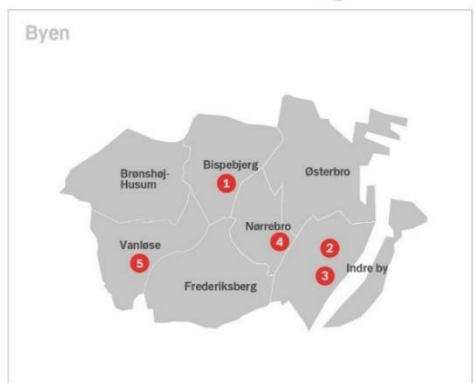 Byen
Bispebjerg
Brønshøj-
Husum
Østerbro
1
Nørrebro
Vanløse
4
2
5
3
Indre by
Frederiksberg